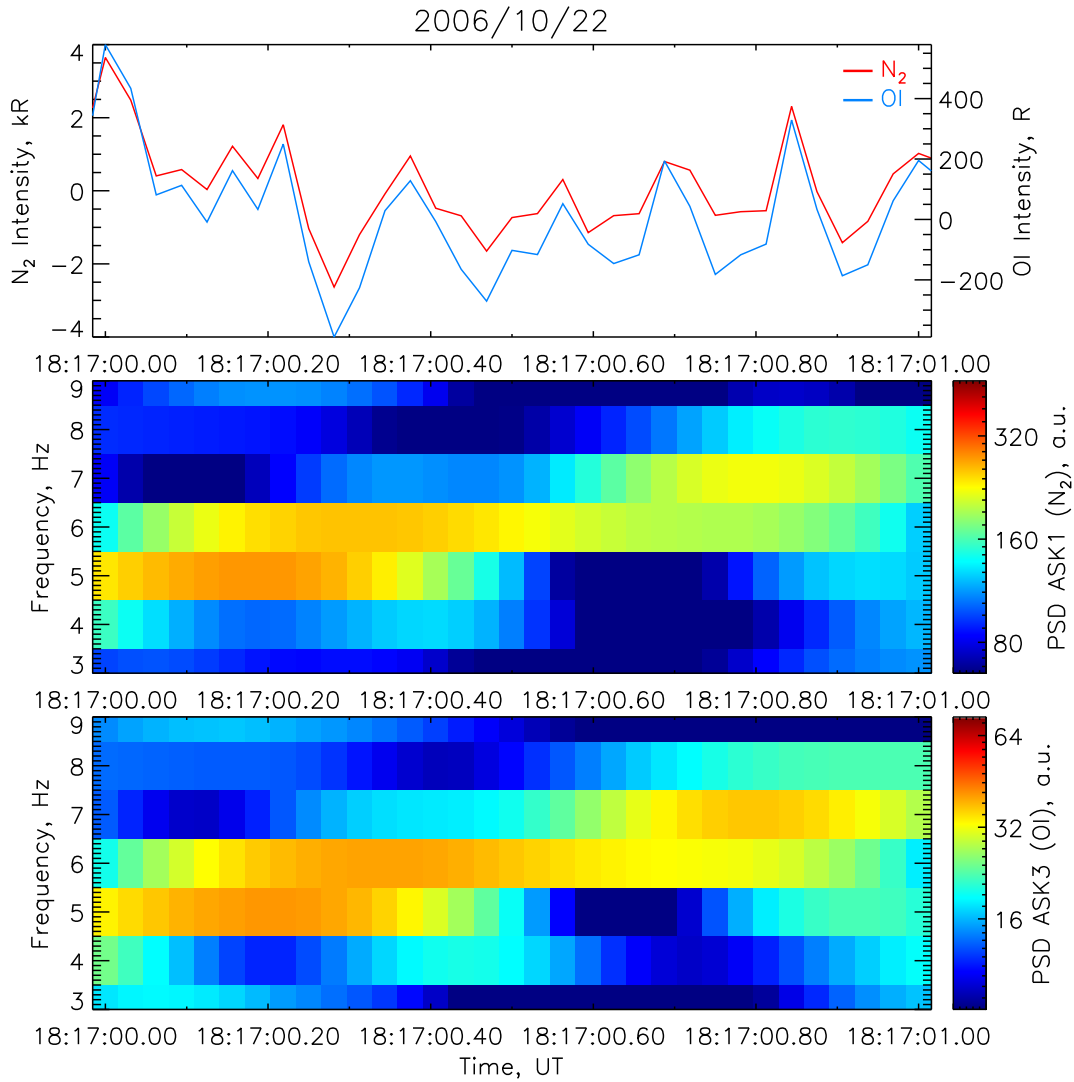 2006/10/22
4
2
0
−2
−4
N₂ Intensity, kR
N₂
OI
400
200
0
−200
OI Intensity, R
18:17:00.00 18:17:00.20 18:17:00.40 18:17:00.60 18:17:00.80 18:17:01.00
9
8
7
6
5
4
3
Frequency, Hz
320
160
80
PSD ASK1 (N₂), a.u.
18:17:00.00 18:17:00.20 18:17:00.40 18:17:00.60 18:17:00.80 18:17:01.00
9
8
7
6
5
4
3
Frequency, Hz
64
32
16
PSD ASK3 (OI), a.u.
18:17:00.00 18:17:00.20 18:17:00.40 18:17:00.60 18:17:00.80 18:17:01.00
Time, UT